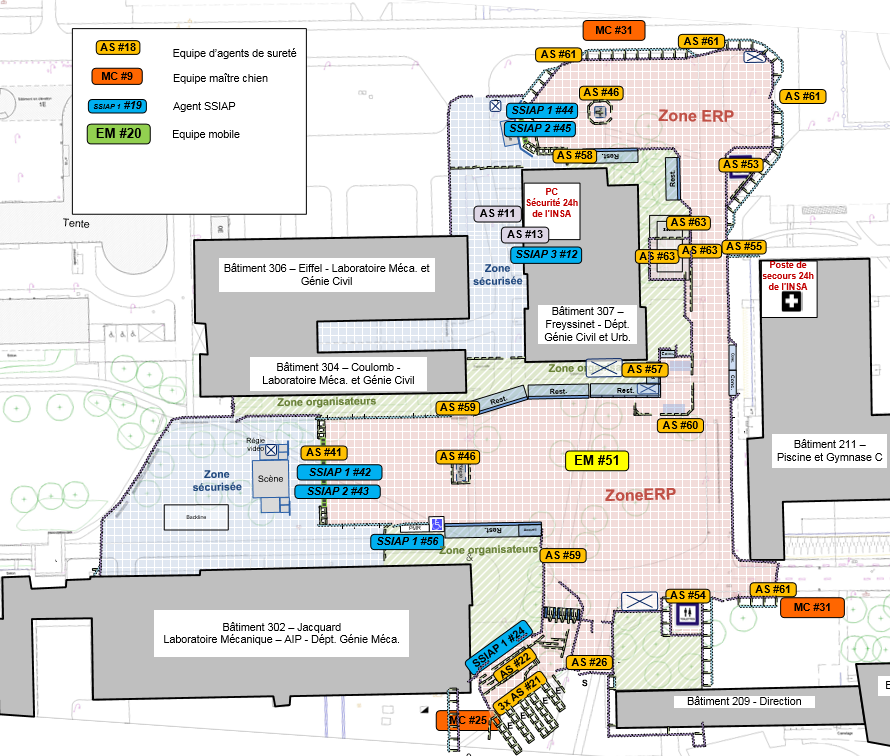 AS #18
Equipe d'agents de sureté
MC #9
Equipe maître chien
SSIAP 1 #19
Agent SSIAP
EM #20
Equipe mobile
MC #31
AS #61
AS #61
AS #61
AS #46
SSIAP 1 #44
SSIAP 2 #45
Zone ERP
AS #58
Rest.
Rest.
AS #53
PC
Sécurité 24h
de l'INSA
AS #11
AS #13
SSIAP 3 #12
AS #63
AS #63
AS #63
AS #55
Tente
Zone
sécurisée
Bâtiment 306 – Eiffel - Laboratoire Méca. et
Génie Civil
Poste de
secours 24h
de l'INSA
Bâtiment 307 –
Freyssinet - Dépt.
Génie Civil et Urb.
Bâtiment 304 – Coulomb -
Laboratoire Méca. et Génie Civil
Zone
AS #57
Zone organisateurs
Rest.
Rest.
Rest.
AS #59
AS #60
Régie
vidéo
AS #41
SSIAP 1 #42
SSIAP 2 #43
AS #46
EM #51
Bâtiment 211 –
Piscine et Gymnase C
Zone
sécurisée
Scène
ZoneERP
Backline
PMR
Rest.
SSIAP 1 #56
Zone organisateurs
&
AS #59
AS #54
AS #61
MC #31
Bâtiment 302 – Jacquard
Laboratoire Mécanique – AIP - Dépt. Génie Méca.
SSIAP 1 #24
AS #22
AS #26
S
3x AS #21
MC #25
Bâtiment 209 - Direction